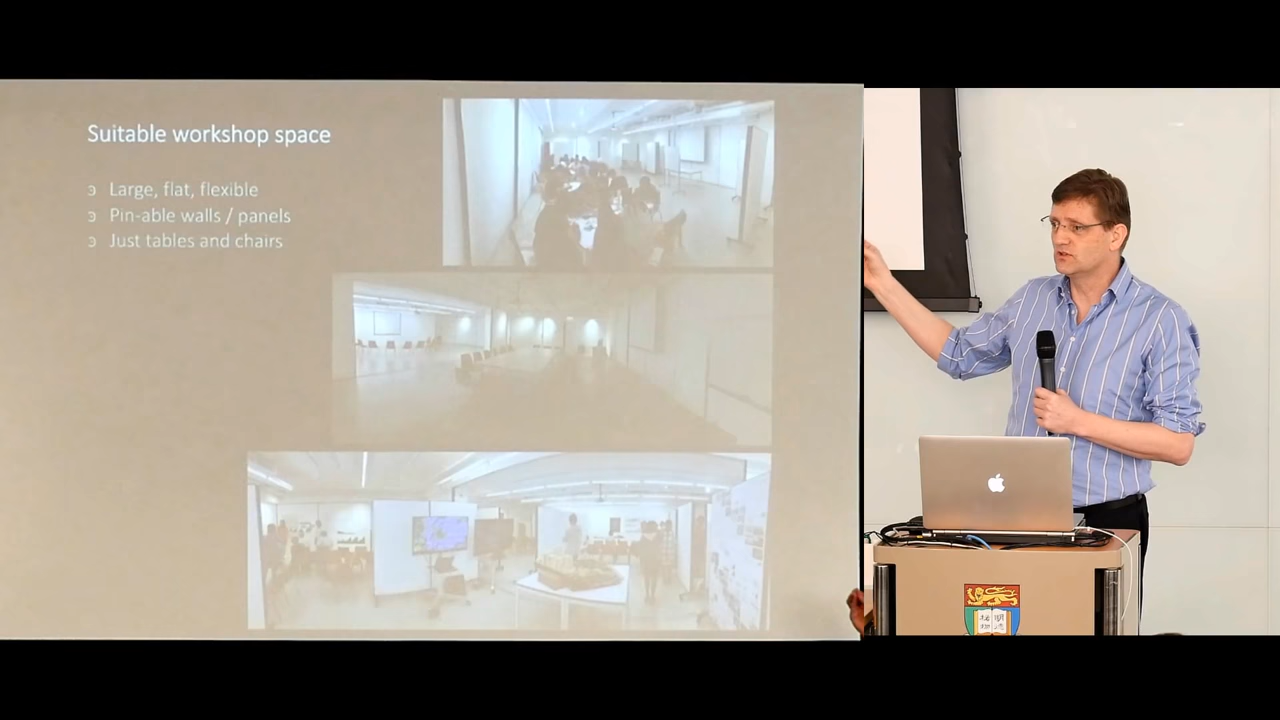 Suitable workshop space
Large, flat, flexible
Pin-able walls / panels
Just tables and chairs